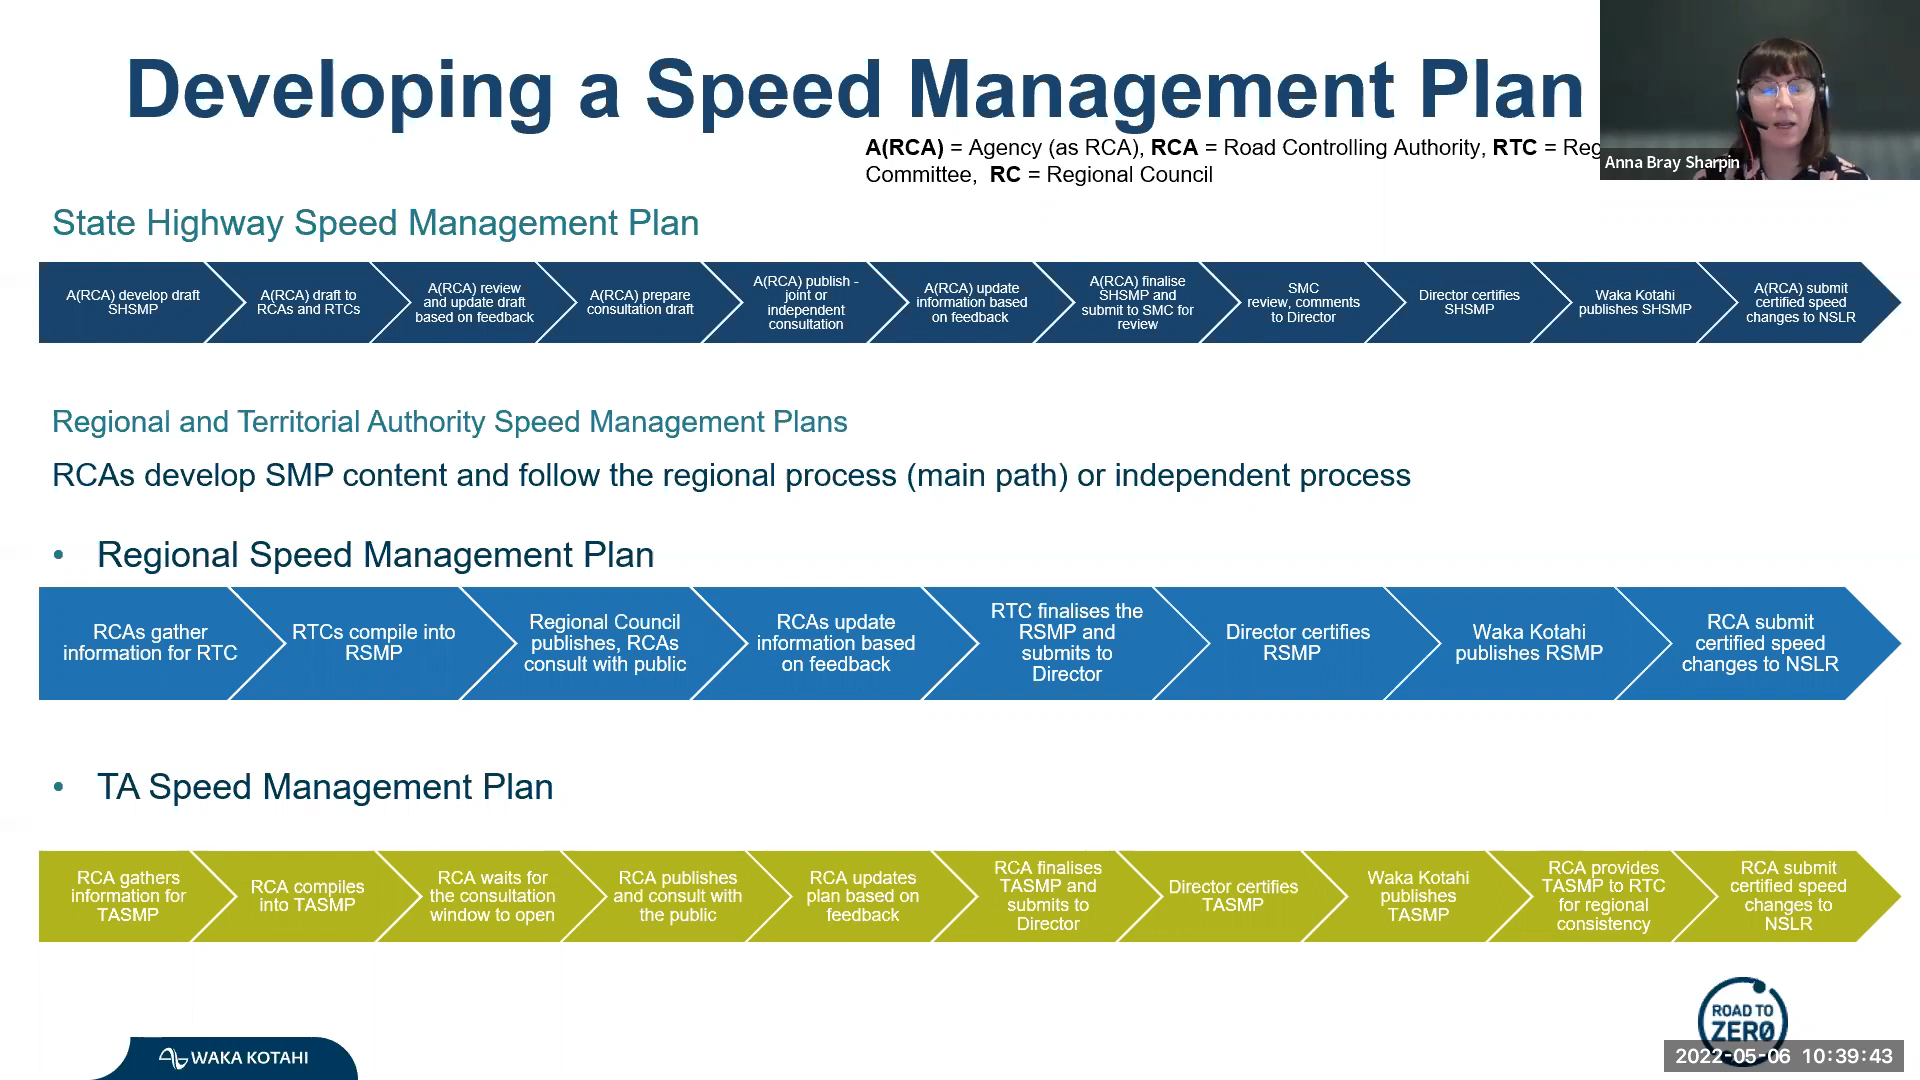 Developing a Speed Management Plan
A(RCA) = Agency (as RCA), RCA = Road Controlling Authority, RTC = Reg
Committee, RC = Regional Council
Anna Bray Sharpin
State Highway Speed Management Plan
A(RCA) develop draft
SHSMP
A(RCA) draft to
RCAs and RTCs
A(RCA) review
and update draft
based on feedback
A(RCA) prepare
consultation draft
A(RCA) publish -
joint or
independent
consultation
A(RCA) update
information based
on feedback
A(RCA) finalise
SHSMP and
submit to SMC for
review
SMC
review, comments
to Director
Director certifies
SHSMP
Waka Kotahi
publishes SHSMP
A(RCA) submit
certified speed
changes to NSLR
Regional and Territorial Authority Speed Management Plans
RCAs develop SMP content and follow the regional process (main path) or independent process
• Regional Speed Management Plan
RCAs gather
information for RTC
RTCs compile into
RSMP
Regional Council
publishes, RCAs
consult with public
RCAs update
information based
on feedback
RTC finalises the
RSMP and
submits to
Director
Director certifies
RSMP
Waka Kotahi
publishes RSMP
RCA submit
certified speed
changes to NSLR
• TA Speed Management Plan
RCA gathers
information for
TASMP
RCA compiles
into TASMP
RCA waits for
the consultation
window to open
RCA publishes
and consult with
the public
RCA updates
plan based on
feedback
RCA finalises
TASMP and
submits to
Director
Director certifies
TASMP
Waka Kotahi
publishes
TASMP
RCA provides
TASMP to RTC
for regional
consistency
RCA submit
certified speed
changes to
NSLR
WAKA KOTAHI
ROAD TO
ZERO
2022-05-06 10:39:43